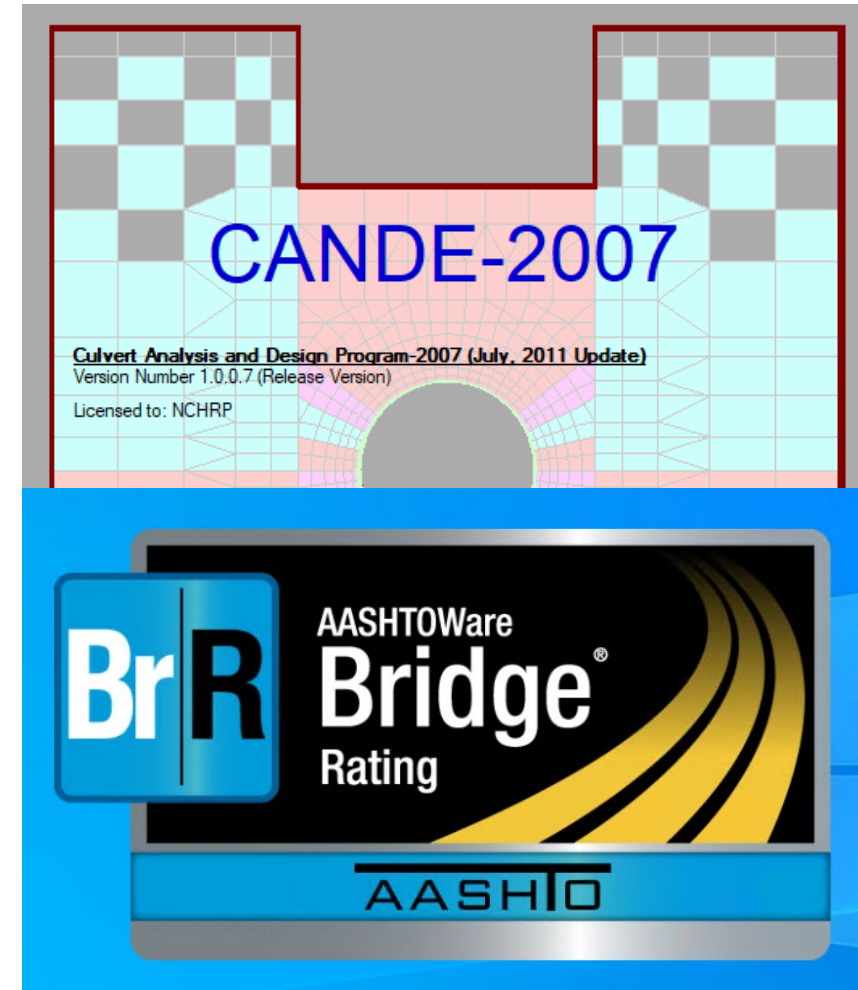 CANDE-2007
Culvert Analysis and Design Program-2007 (July, 2011 Update)
Version Number 1.0.0.7 (Release Version)
Licensed to: NCHRP
BrR
AASHTOWare
Bridge®
Rating
AASHTO